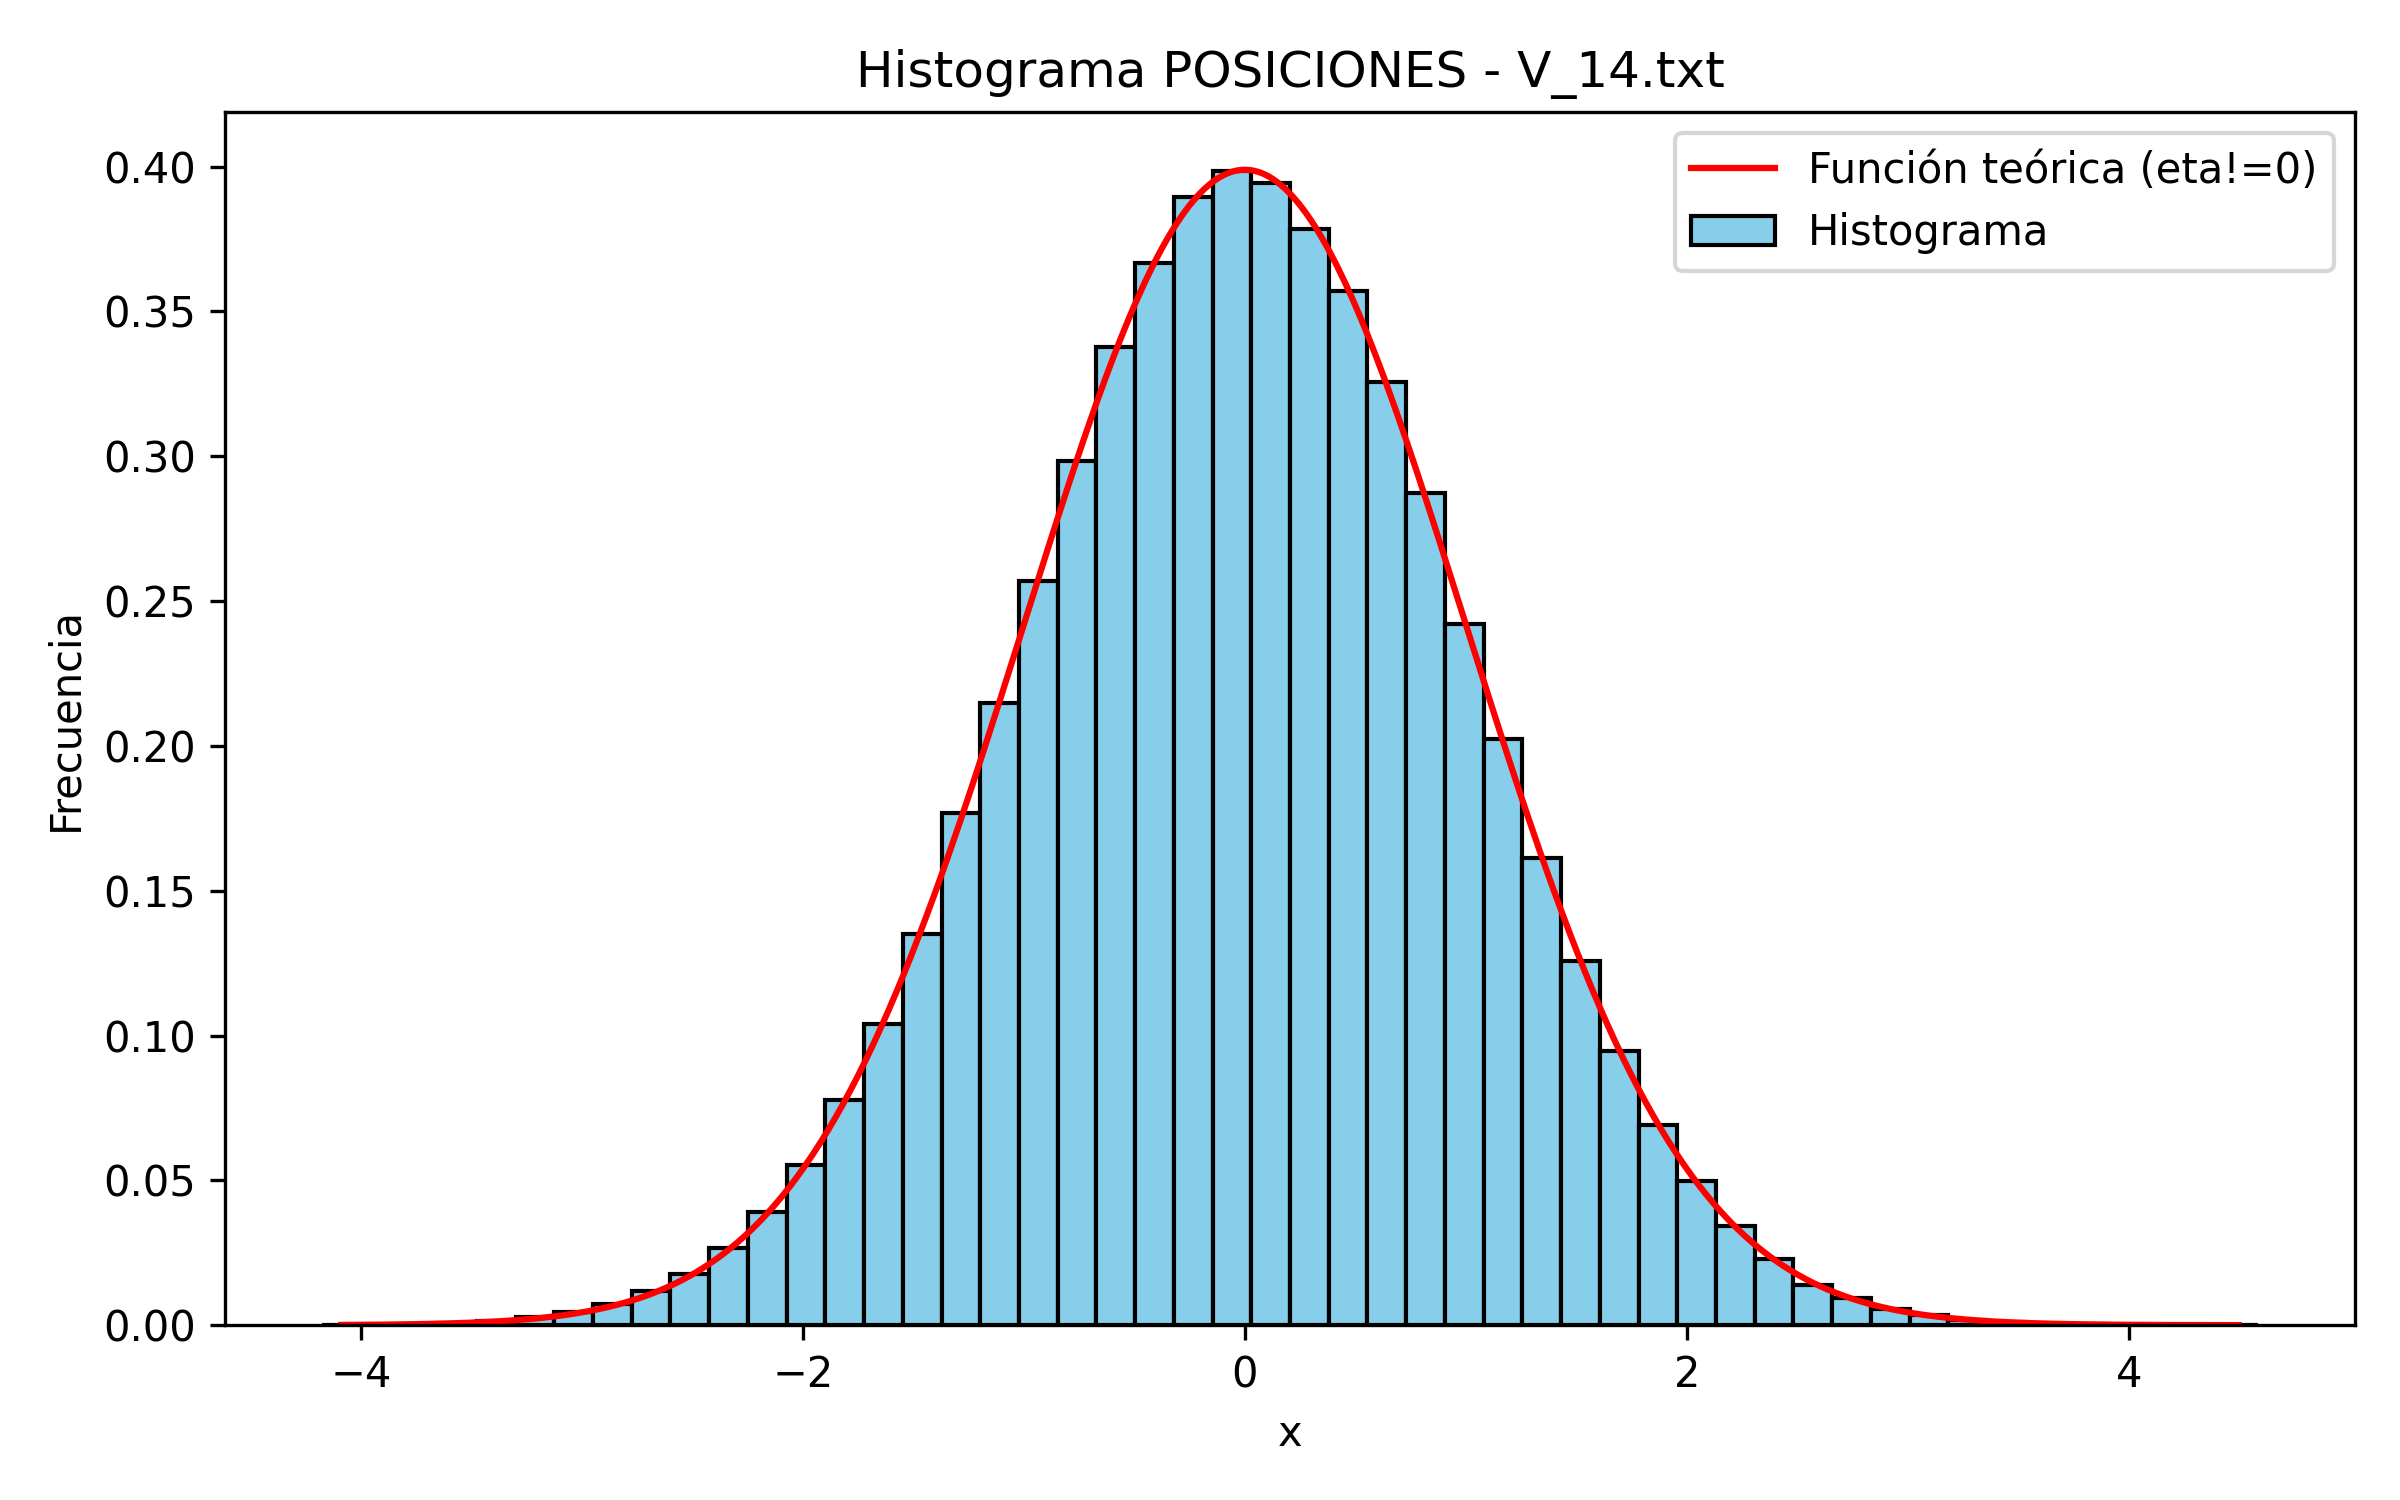 Histograma POSICIONES - V_14.txt
Función teórica (eta!=0)
Histograma
0.40
0.35
0.30
0.25
0.20
0.15
0.10
0.05
0.00
Frecuencia
−4
−2
0
2
4
x